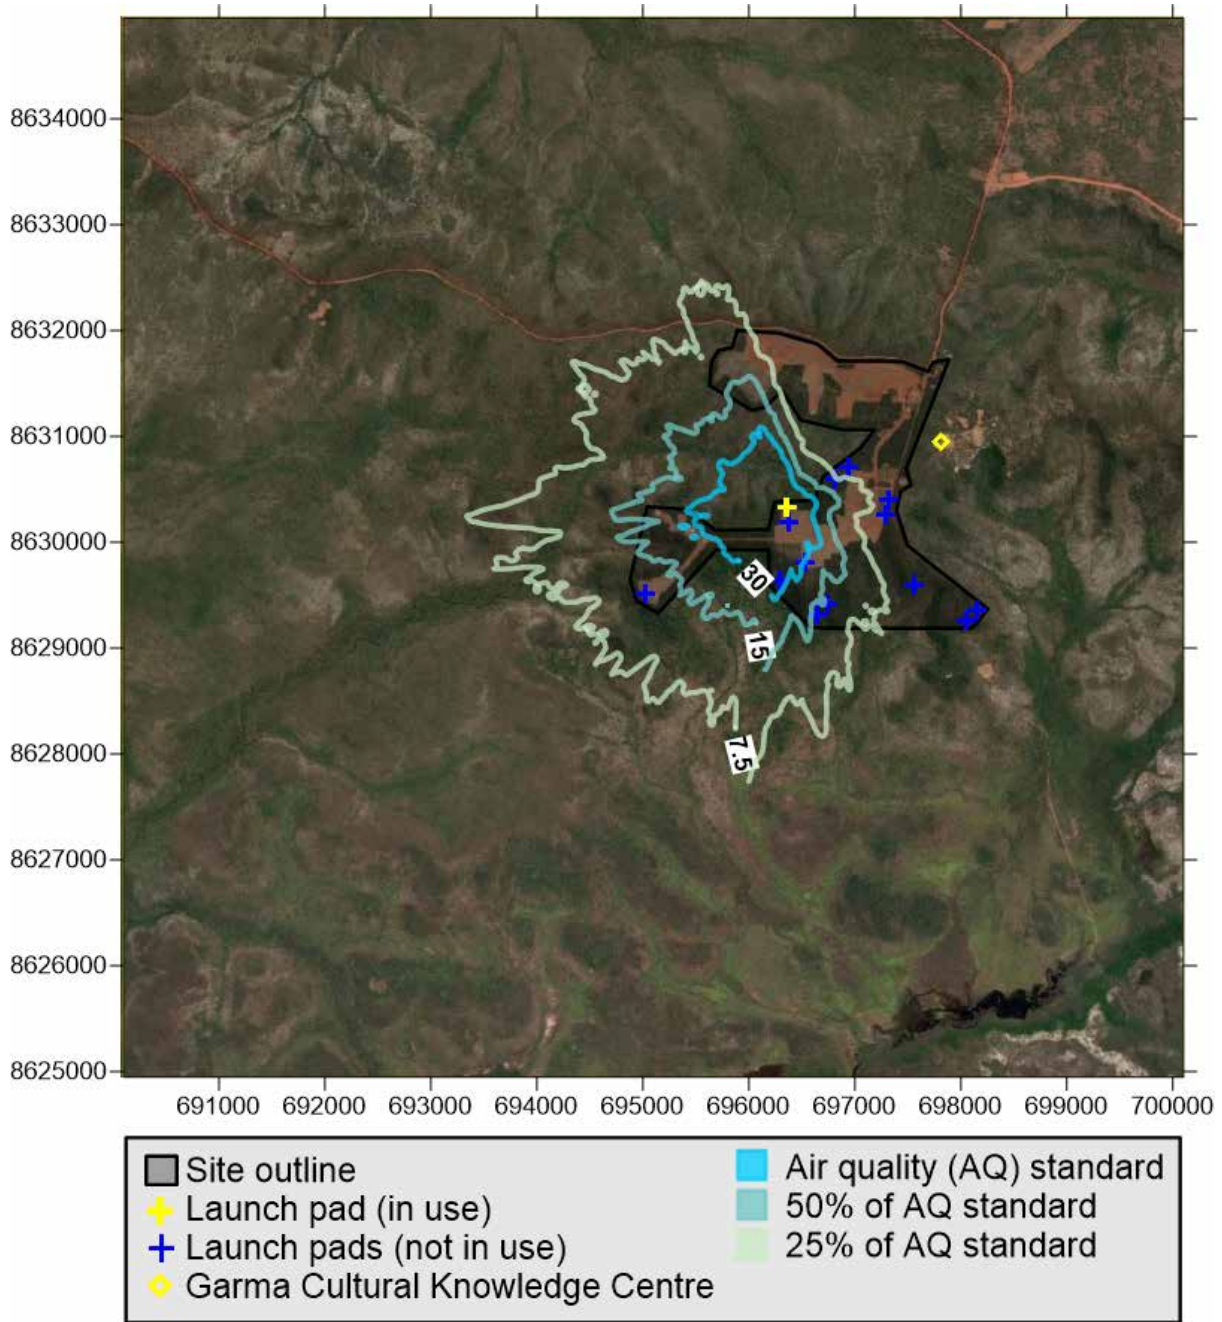 8634000
8633000
8632000
8631000
8630000
8629000
8628000
8627000
8626000
8625000
30
15
7.5
691000 692000 693000 694000 695000 696000 697000 698000 699000 700000
Site outline
Launch pad (in use)
Launch pads (not in use)
Garma Cultural Knowledge Centre
Air quality (AQ) standard
50% of AQ standard
25% of AQ standard